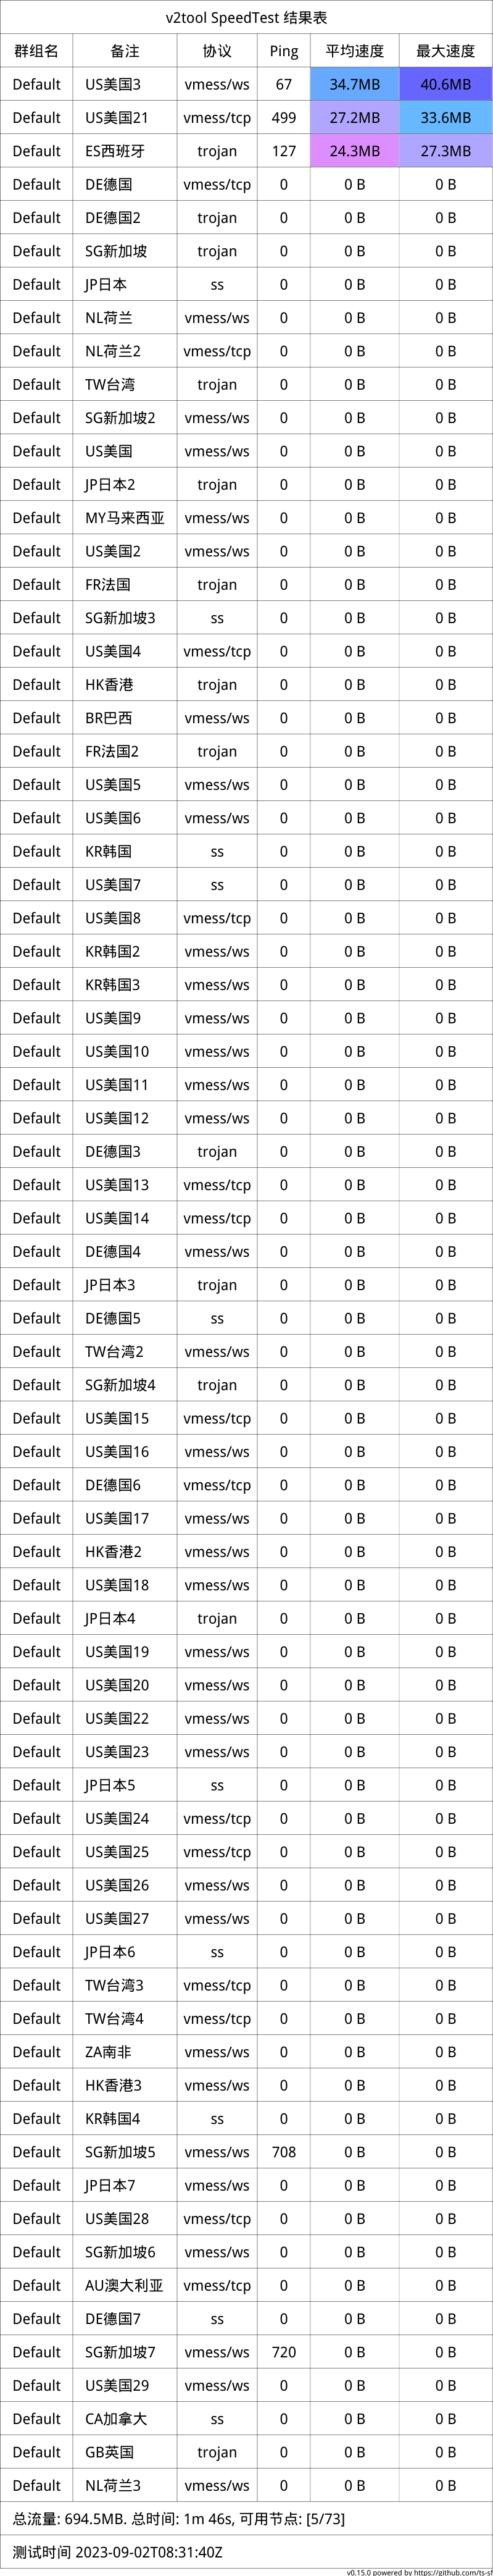 v2tool SpeedTest 结果表
群组名 备注 协议 Ping 平均速度 最大速度
Default US美国3 vmess/ws 67 34.7MB 40.6MB
Default US美国21 vmess/tcp 499 27.2MB 33.6MB
Default ES西班牙 trojan 127 24.3MB 27.3MB
Default DE德国 vmess/tcp 0 0 B 0 B
Default DE德国2 trojan 0 0 B 0 B
Default SG新加坡 trojan 0 0 B 0 B
Default JP日本 ss 0 0 B 0 B
Default NL荷兰 vmess/ws 0 0 B 0 B
Default NL荷兰2 vmess/tcp 0 0 B 0 B
Default TW台湾 trojan 0 0 B 0 B
Default SG新加坡2 vmess/ws 0 0 B 0 B
Default US美国 vmess/ws 0 0 B 0 B
Default JP日本2 trojan 0 0 B 0 B
Default MY马来西亚 vmess/ws 0 0 B 0 B
Default US美国2 vmess/ws 0 0 B 0 B
Default FR法国 trojan 0 0 B 0 B
Default SG新加坡3 ss 0 0 B 0 B
Default US美国4 vmess/tcp 0 0 B 0 B
Default HK香港 trojan 0 0 B 0 B
Default BR巴西 vmess/ws 0 0 B 0 B
Default FR法国2 trojan 0 0 B 0 B
Default US美国5 vmess/ws 0 0 B 0 B
Default US美国6 vmess/ws 0 0 B 0 B
Default KR韩国 ss 0 0 B 0 B
Default US美国7 ss 0 0 B 0 B
Default US美国8 vmess/tcp 0 0 B 0 B
Default KR韩国2 vmess/ws 0 0 B 0 B
Default KR韩国3 vmess/ws 0 0 B 0 B
Default US美国9 vmess/ws 0 0 B 0 B
Default US美国10 vmess/ws 0 0 B 0 B
Default US美国11 vmess/ws 0 0 B 0 B
Default US美国12 vmess/ws 0 0 B 0 B
Default DE德国3 trojan 0 0 B 0 B
Default US美国13 vmess/tcp 0 0 B 0 B
Default US美国14 vmess/tcp 0 0 B 0 B
Default DE德国4 vmess/ws 0 0 B 0 B
Default JP日本3 trojan 0 0 B 0 B
Default DE德国5 ss 0 0 B 0 B
Default TW台湾2 vmess/ws 0 0 B 0 B
Default SG新加坡4 trojan 0 0 B 0 B
Default US美国15 vmess/tcp 0 0 B 0 B
Default US美国16 vmess/ws 0 0 B 0 B
Default DE德国6 vmess/tcp 0 0 B 0 B
Default US美国17 vmess/ws 0 0 B 0 B
Default HK香港2 vmess/ws 0 0 B 0 B
Default US美国18 vmess/ws 0 0 B 0 B
Default JP日本4 trojan 0 0 B 0 B
Default US美国19 vmess/ws 0 0 B 0 B
Default US美国20 vmess/ws 0 0 B 0 B
Default US美国22 vmess/ws 0 0 B 0 B
Default US美国23 vmess/ws 0 0 B 0 B
Default JP日本5 ss 0 0 B 0 B
Default US美国24 vmess/tcp 0 0 B 0 B
Default US美国25 vmess/tcp 0 0 B 0 B
Default US美国26 vmess/ws 0 0 B 0 B
Default US美国27 vmess/ws 0 0 B 0 B
Default JP日本6 ss 0 0 B 0 B
Default TW台湾3 vmess/tcp 0 0 B 0 B
Default TW台湾4 vmess/tcp 0 0 B 0 B
Default ZA南非 vmess/ws 0 0 B 0 B
Default HK香港3 vmess/ws 0 0 B 0 B
Default KR韩国4 ss 0 0 B 0 B
Default SG新加坡5 vmess/ws 708 0 B 0 B
Default JP日本7 vmess/ws 0 0 B 0 B
Default US美国28 vmess/tcp 0 0 B 0 B
Default SG新加坡6 vmess/ws 0 0 B 0 B
Default AU澳大利亚 vmess/tcp 0 0 B 0 B
Default DE德国7 ss 0 0 B 0 B
Default SG新加坡7 vmess/ws 720 0 B 0 B
Default US美国29 vmess/ws 0 0 B 0 B
Default CA加拿大 ss 0 0 B 0 B
Default GB英国 trojan 0 0 B 0 B
Default NL荷兰3 vmess/ws 0 0 B 0 B
总流量: 694.5MB. 总时间: 1m 46s, 可用节点: [5/73]
测试时间 2023-09-02T08:31:40Z
v0.15.0 powered by https://github.com/ts-sf